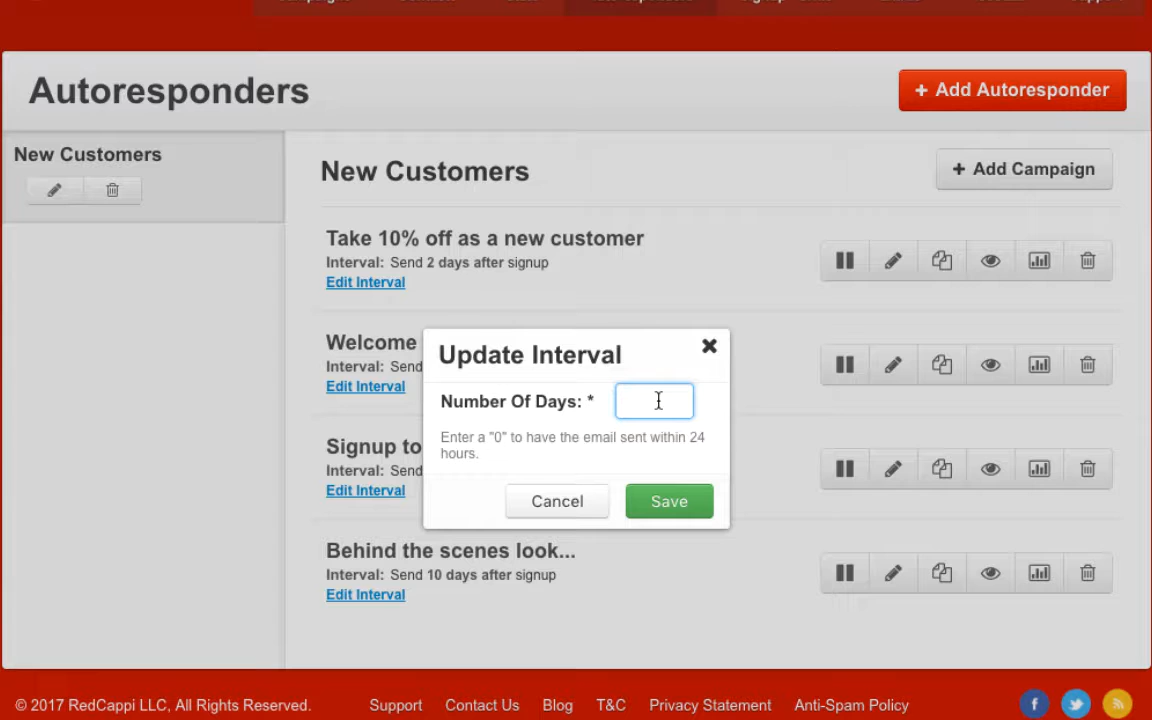 Autoresponders
+ Add Autoresponder
New Customers
New Customers
+ Add Campaign
Take 10% off as a new customer
Interval: Send 2 days after signup
Edit Interval
Welcome
Interval: Send
Edit Interval
Update Interval
Number Of Days: *
Enter a "0" to have the email sent within 24
hours.
Cancel
Save
Signup to
Interval: Send
Edit Interval
Behind the scenes look...
Interval: Send 10 days after signup
Edit Interval
© 2017 RedCappi LLC, All Rights Reserved.
Support
Contact Us
Blog
T&C
Privacy Statement
Anti-Spam Policy